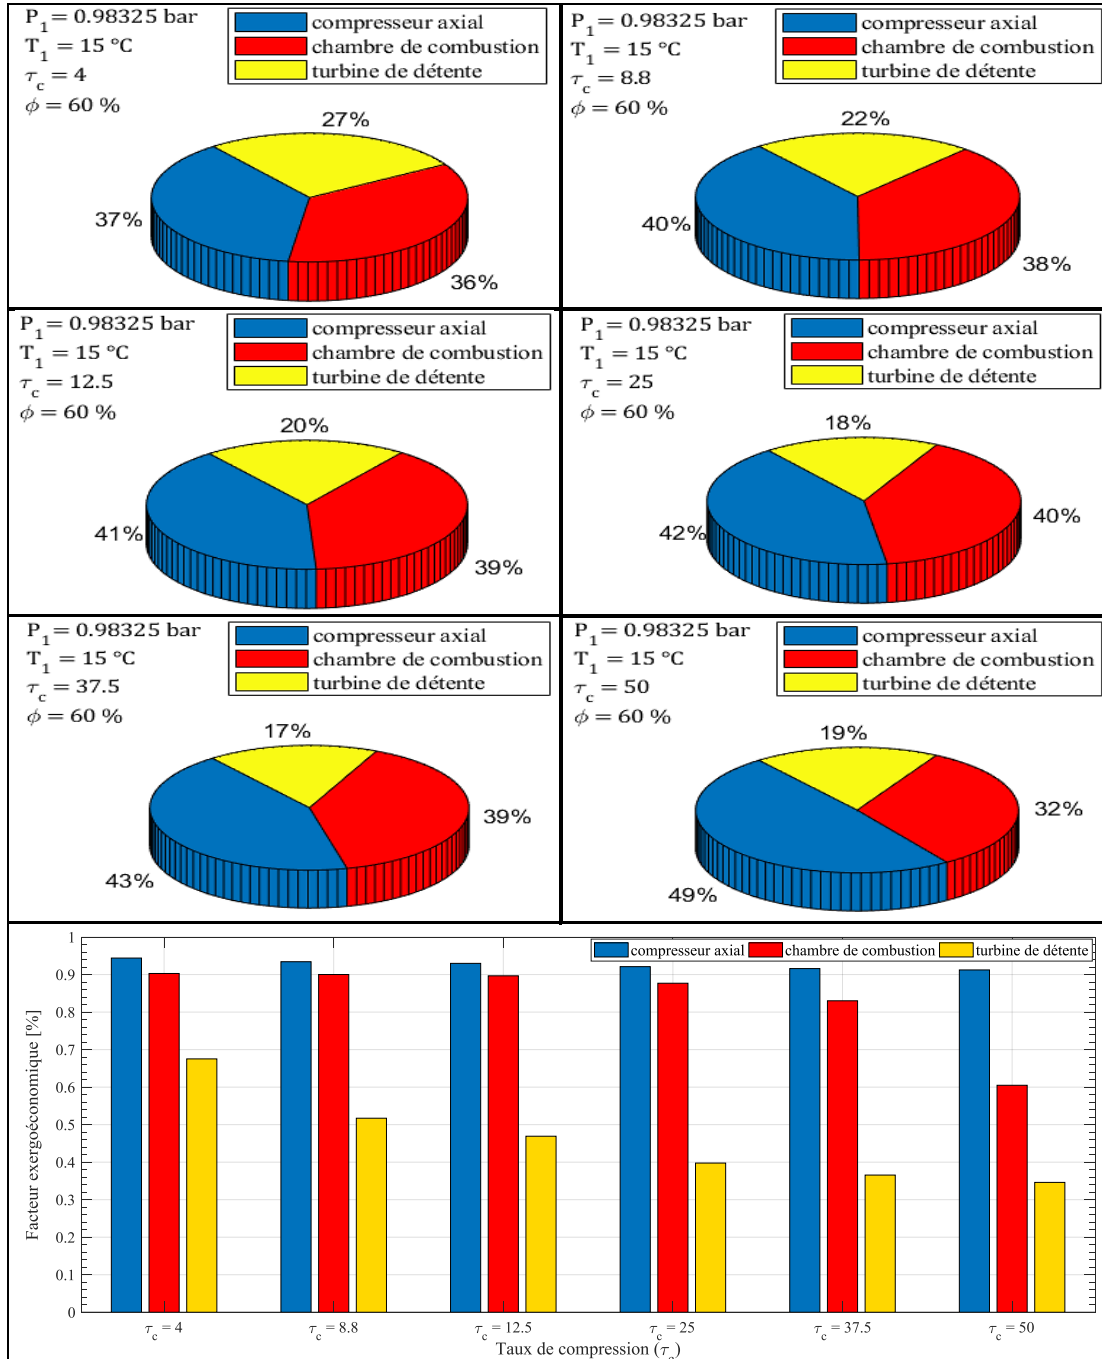 P1 = 0.98325 bar
T1 = 15 °C
τc = 4
ϕ = 60 %
compresseur axial
chambre de combustion
turbine de détente
27%
37%
36%
P1 = 0.98325 bar
T1 = 15 °C
τc = 8.8
ϕ = 60 %
compresseur axial
chambre de combustion
turbine de détente
22%
40%
38%
P1 = 0.98325 bar
T1 = 15 °C
τc = 12.5
ϕ = 60 %
compresseur axial
chambre de combustion
turbine de détente
20%
41%
39%
P1 = 0.98325 bar
T1 = 15 °C
τc = 25
ϕ = 60 %
compresseur axial
chambre de combustion
turbine de détente
18%
42%
40%
P1 = 0.98325 bar
T1 = 15 °C
τc = 37.5
ϕ = 60 %
compresseur axial
chambre de combustion
turbine de détente
17%
39%
43%
P1 = 0.98325 bar
T1 = 15 °C
τc = 50
ϕ = 60 %
compresseur axial
chambre de combustion
turbine de détente
19%
32%
49%
compresseur axial chambre de combustion turbine de détente
Facteur exergoéconomique [%]
1
0.9
0.8
0.7
0.6
0.5
0.4
0.3
0.2
0.1
0
τc = 4 τc = 8.8 τc = 12.5 τc = 25 τc = 37.5 τc = 50
Taux de compression (τc)